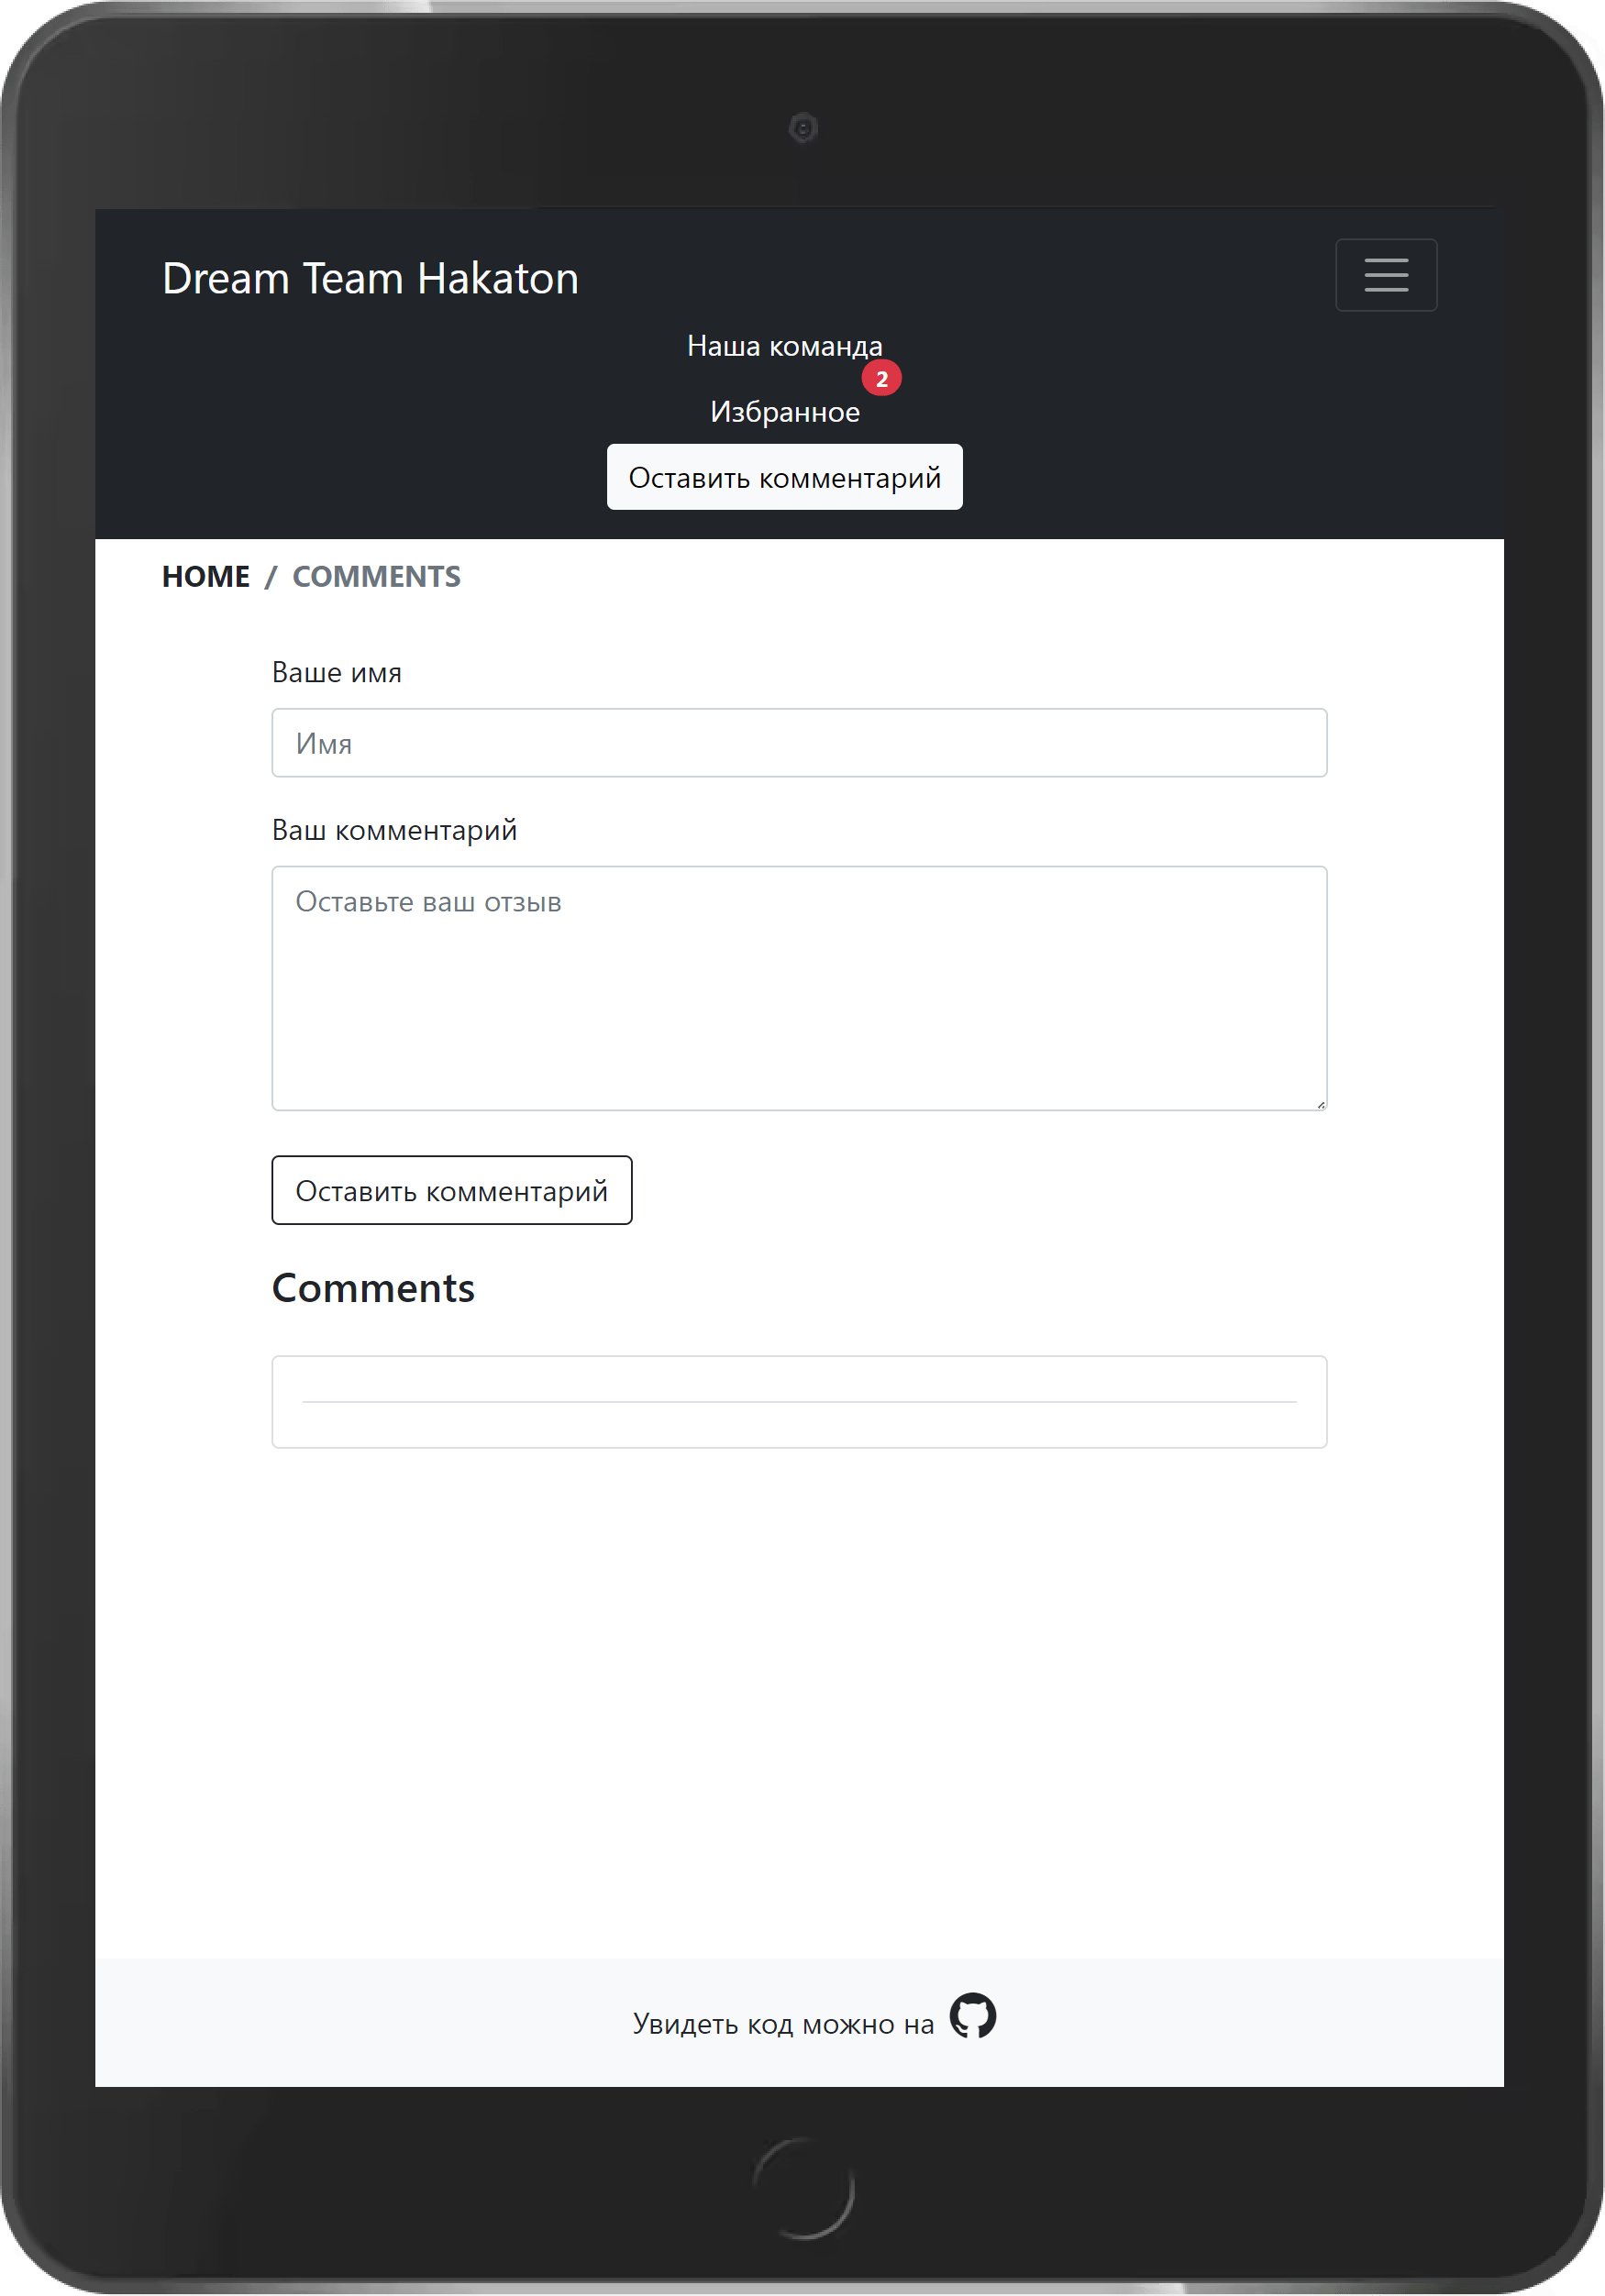 Dream Team Hakaton
Наша команда
2
Избранное
Оставить комментарий
HOME / COMMENTS
Ваше имя
Имя
Ваш комментарий
Оставьте ваш отзыв
Оставить комментарий
Comments
Увидеть код можно на